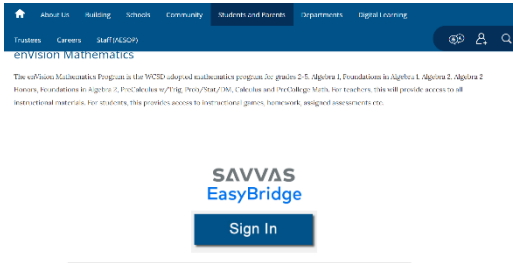 About Us Building Schools Community Students and Parents Departments Digital Learning
Trustees Careers Staff (AESOP)
enVision Mathematics
The enVision Mathematics Program is the WCSD adopted mathematics program for grades 2-5, Algebra 1, Foundations in Algebra 1, Algebra 2, Algebra 2
Honors, Foundations in Algebra 2, PreCalculus w/Trig, Prob/Stat/DM, Calculus and PreCollege Math. For teachers, this will provide access to all
instructional materials. For students, this provides access to instructional games, homework, assigned assessments etc.
SAVVAS
EasyBridge
Sign In